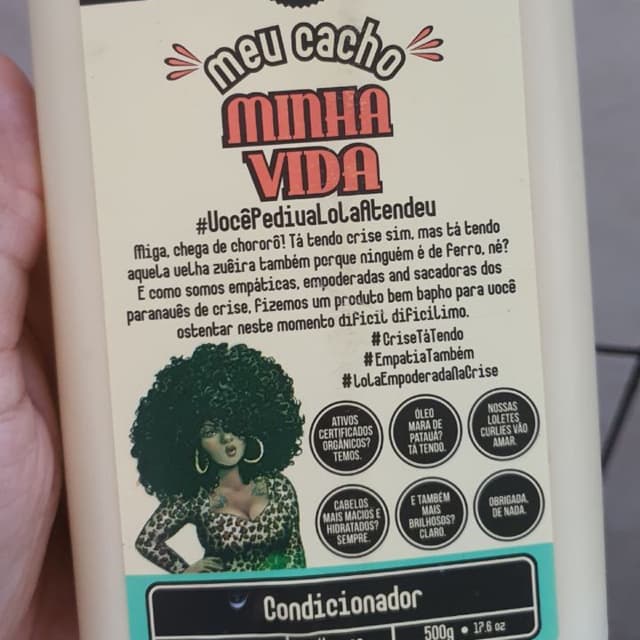 meu cacho
MINHA
VIDA
#VocêPediuaLolaAtendeu
Miga, chega de chororô! Tá tendo crise sim, mas tá tendo
aquela velha zuêira também porque ninguém é de ferro, né?
E como somos empáticas, empoderadas and sacadoras dos
paranauês de crise, fizemos um produto bem bapho para você
ostentar neste momento difícil dificílimo.
#CriseTáTendo
#EmpatiaTambém
#LolaEmpoderadaNaCrise
ATIVOS
CERTIFICADOS
ORGÂNICOS?
TEMOS.
ÓLEO
MARA DE
PATAUÁ?
TÁ TENDO.
NOSSAS
LOLETES
CURLIES VÃO
AMAR.
CABELOS
MAIS MACIOS E
HIDRATADOS?
SEMPRE.
E TAMBÉM
MAIS
BRILHOSOS?
CLARO.
OBRIGADA,
DE NADA.
Condicionador
500g • 17.6 oz